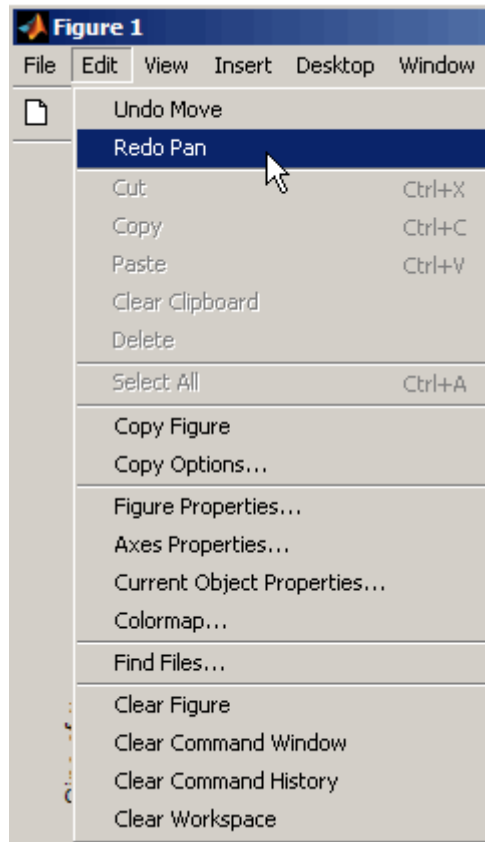 Figure 1
File Edit View Insert Desktop Window
Undo Move
Redo Pan
Cut Ctrl+X
Copy Ctrl+C
Paste Ctrl+V
Clear Clipboard
Delete
Select All Ctrl+A
Copy Figure
Copy Options...
Figure Properties...
Axes Properties...
Current Object Properties...
Colormap...
Find Files...
Clear Figure
Clear Command Window
Clear Command History
Clear Workspace